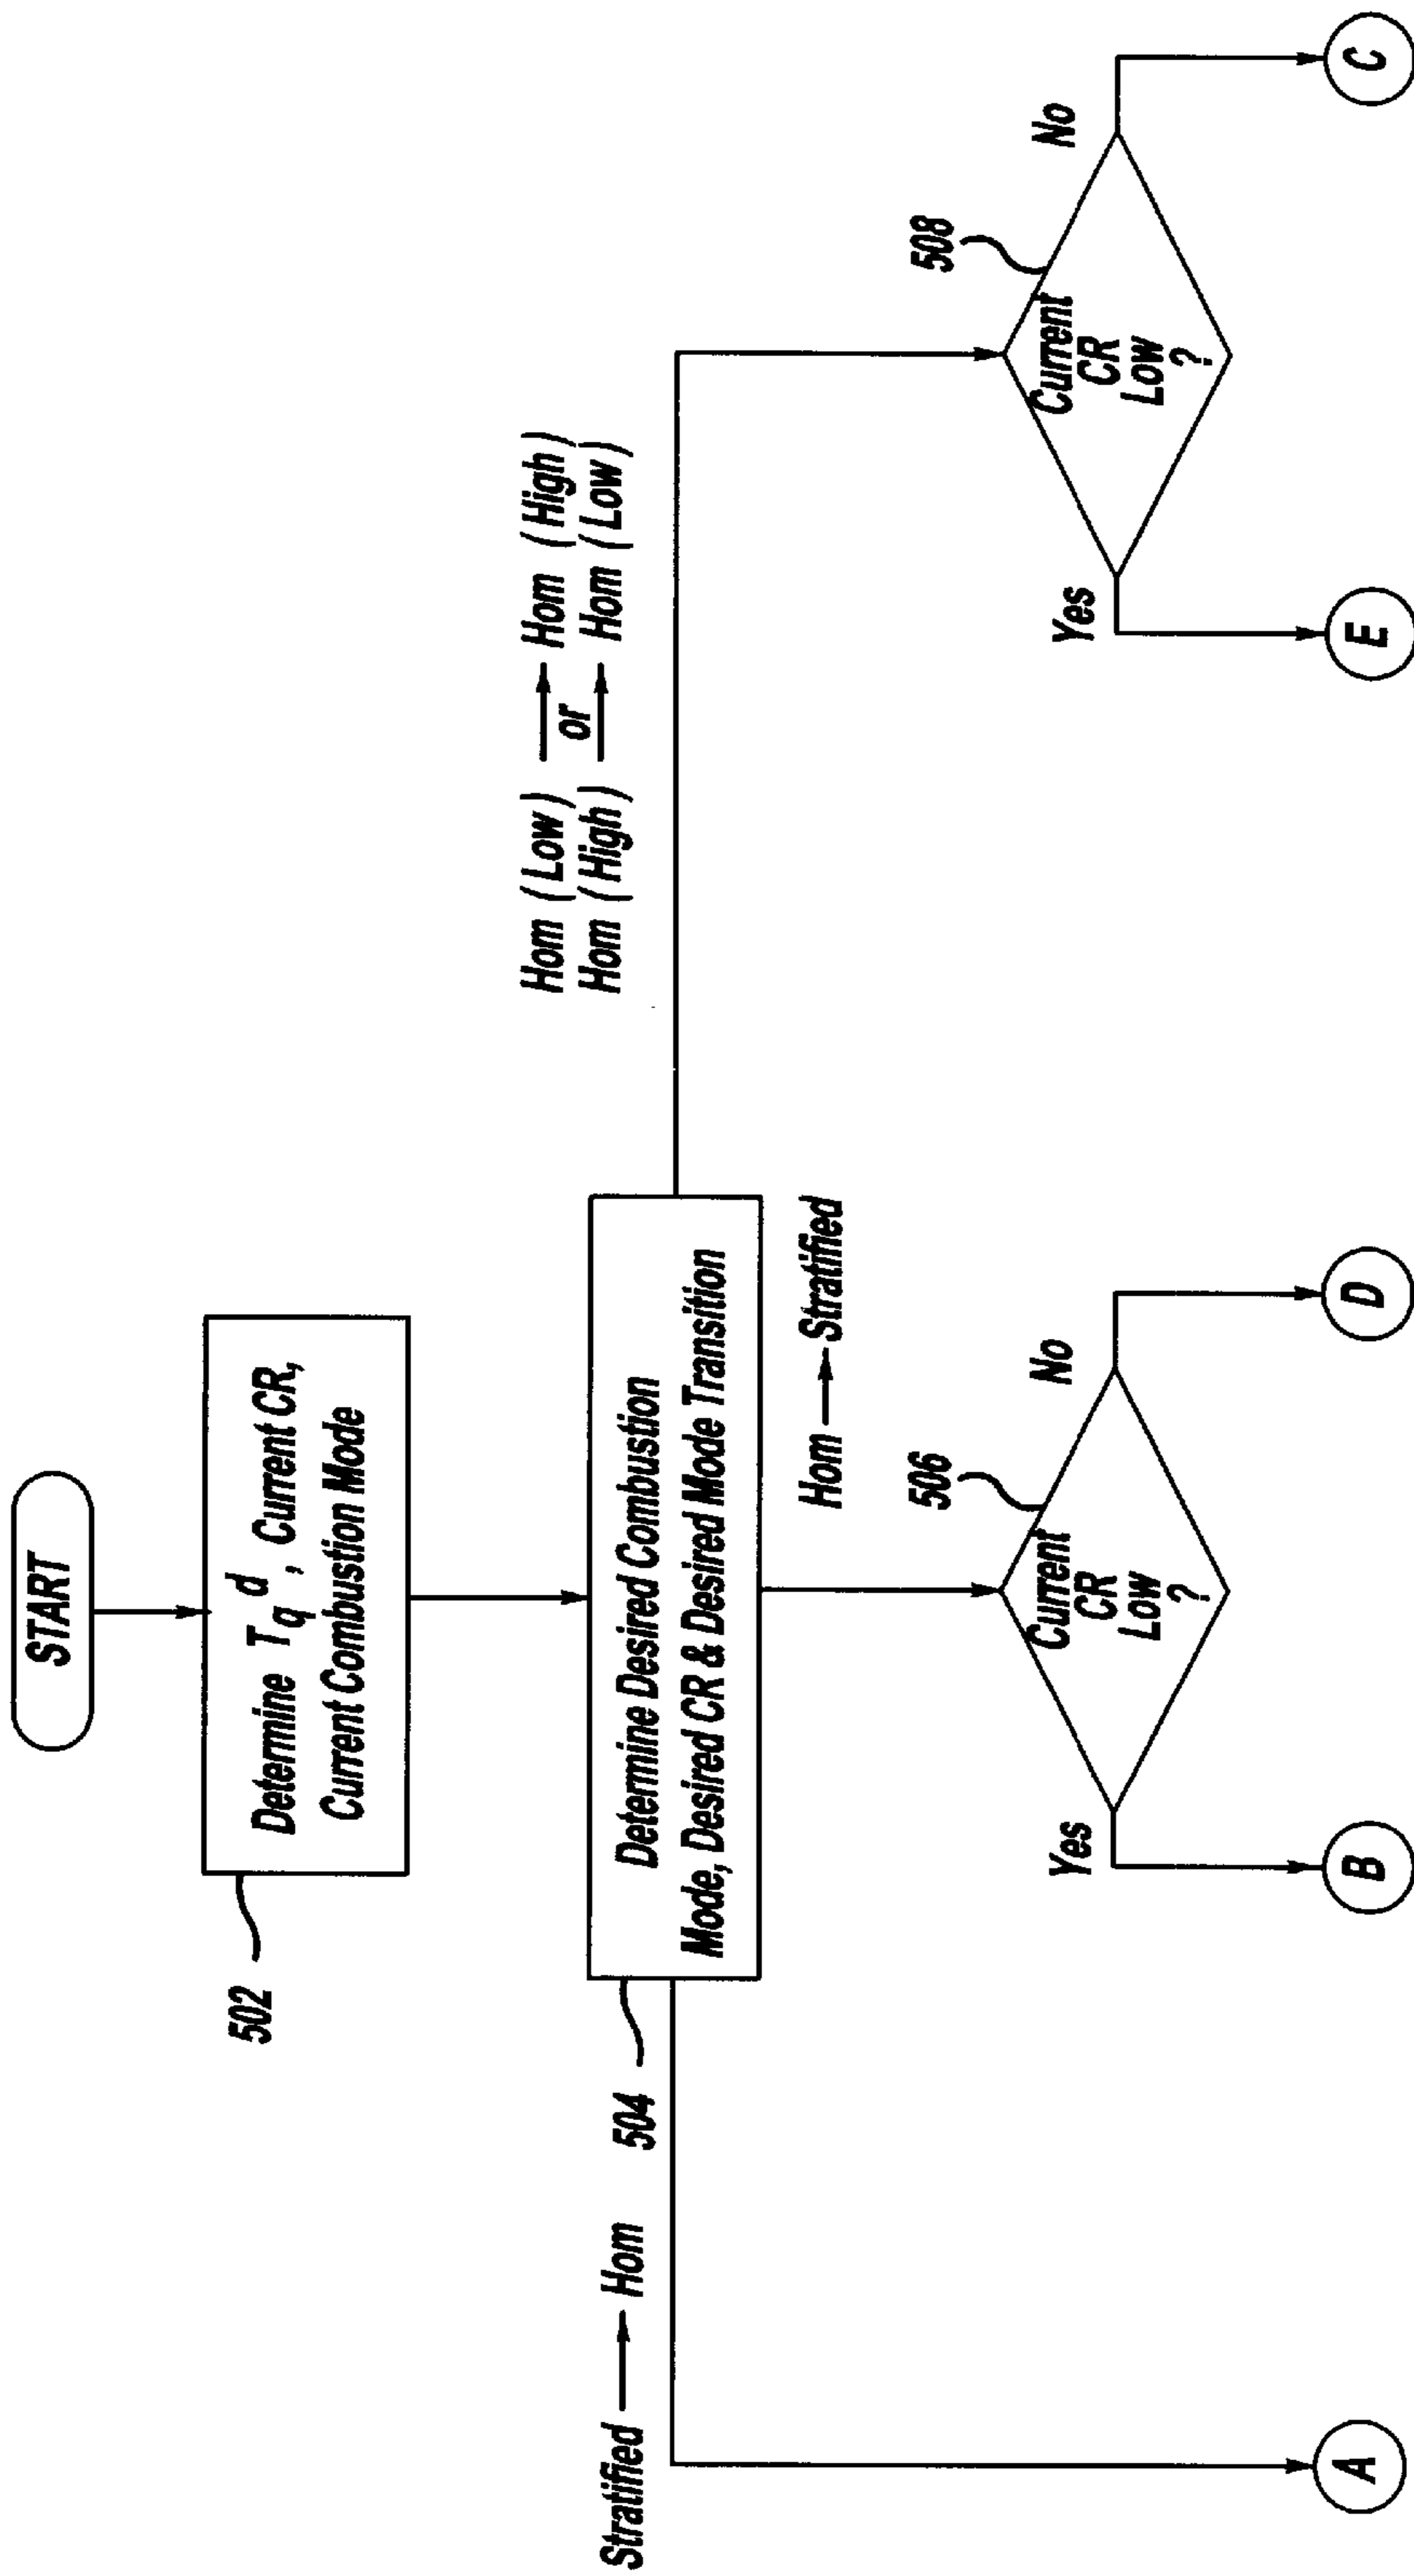 START
Determine T_q^d, Current CR,
Current Combustion Mode
502
Determine Desired Combustion
Mode, Desired CR & Desired Mode Transition
504
Stratified → Hom
Hom (Low) → Hom (High)
or
Hom (High) → Hom (Low)
Hom → Stratified
506
Current
CR
Low
?
Yes
No
508
Current
CR
Low
?
Yes
No
A
B
D
E
C